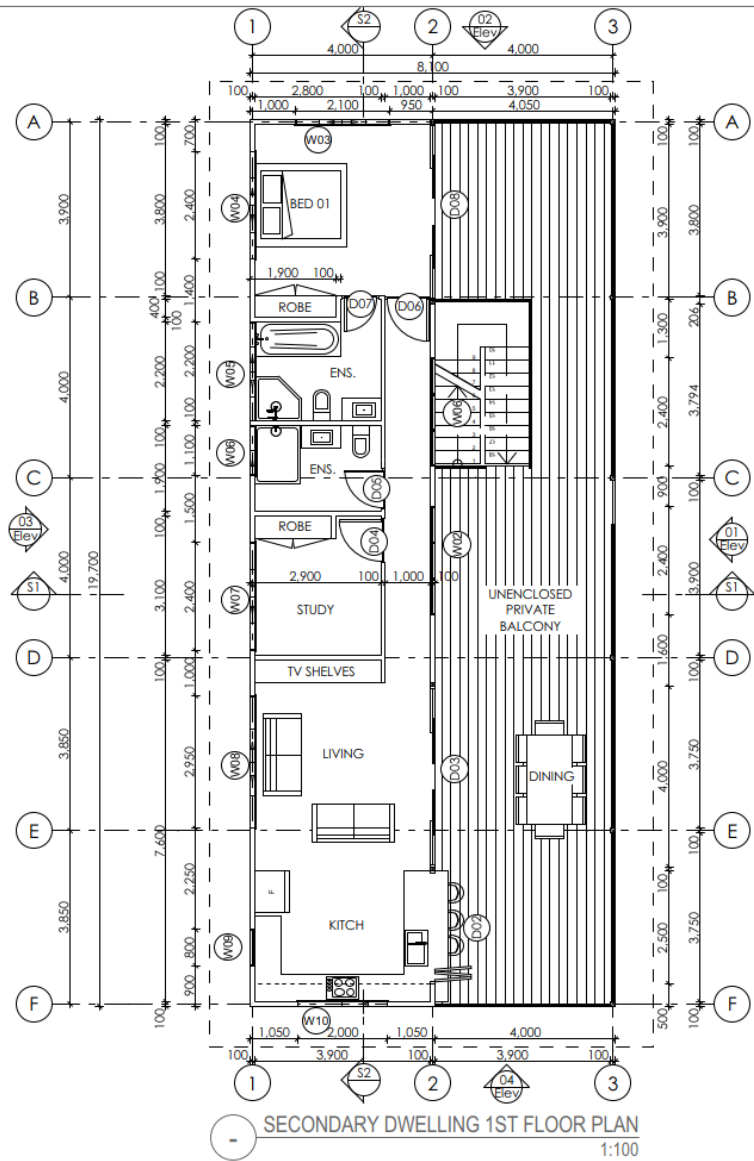 1 S2 2 02 Elev 3
4,000 4,000
8,100
100 2,800 100 1,000 100 3,900 100
1,000 2,100 950 4,050
A A
W03
100 100 700 100 100
3,900 3,800 2,400 W04 BED 01 D08 3,900 3,800
1,900 100
100 1,400
B ROBE D07 D06 B
400 100 1,300 206
4,000 2,200 2,200 W05 ENS. W06 2,400 3,794
100 1,100
100 1,100 W06 ENS.
C D05 C
1,900 1,500 900 100
03 Elev ROBE D04 W02 01 Elev
100
4,000 19,700 2,900 100 1,000 100 2,400 3,900
S1 S1
3,100 2,400 W07 STUDY UNENCLOSED
PRIVATE
BALCONY
D D
100 1,000 TV SHELVES 1,600 100
3,850 2,950 W08 LIVING D03 DINING 4,000 3,750
E E
7,600 100 100
3,850 2,250 F
KITCH D02 2,500 3,750
800 W09
900
F F
100 W10 500 100
1,050 2,000 1,050 4,000
100 3,900 100 3,900 100
1 S2 2 04 Elev 3
- SECONDARY DWELLING 1ST FLOOR PLAN
1:100